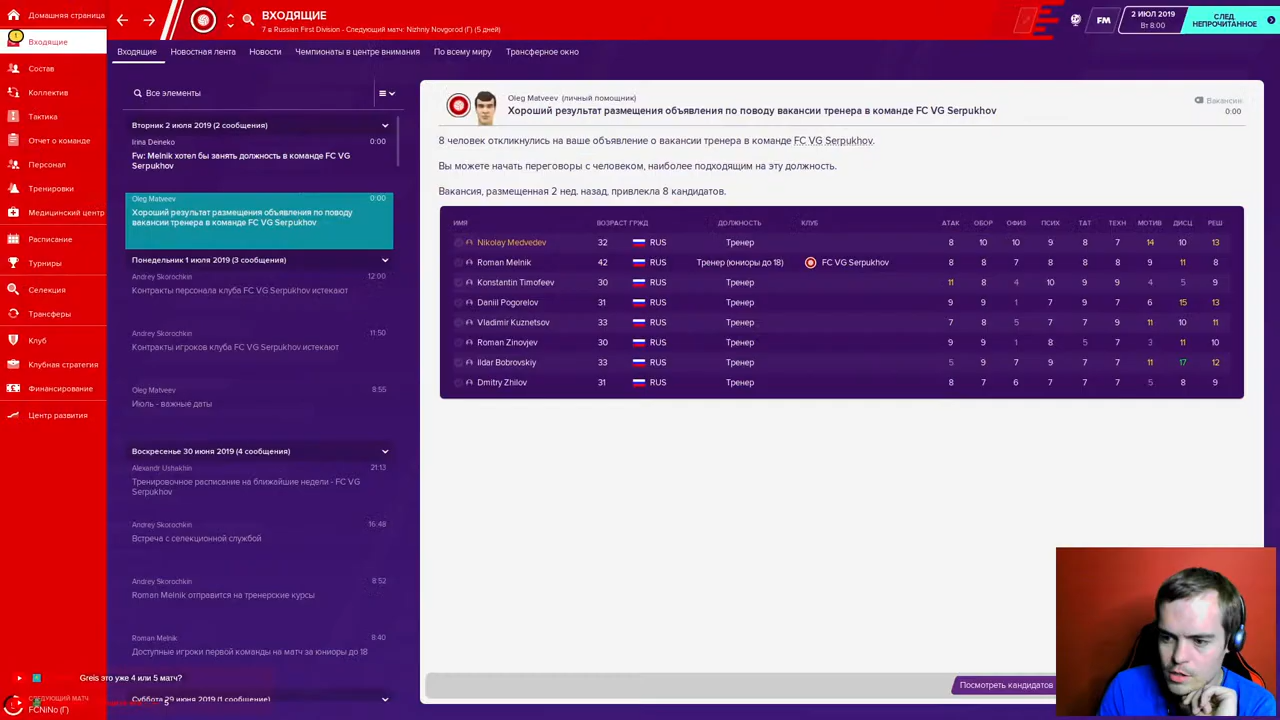 Домашняя страница
Входящие
Состав
Коллектив
Тактика
Отчет о команде
Персонал
Тренировки
Медицинский центр
Расписание
Турниры
Селекция
Трансферы
Клуб
Клубная стратегия
Финансирование
Центр развития
ВХОДЯЩИЕ
7 в Russian First Division - Следующий матч: Nizhniy Novgorod (Г) (5 дней)
FM
2 ИЮЛ 2019
Вт 8:00
СЛЕД. НЕПРОЧИТАННОЕ
Входящие Новостная лента Новости Чемпионаты в центре внимания По всему миру Трансферное окно
Все элементы
Вторник 2 июля 2019 (2 сообщения)
Irina Deineko 0:00
Fw: Melnik хотел бы занять должность в команде FC VG
Serpukhov
Oleg Matveev 0:00
Хороший результат размещения объявления по поводу
вакансии тренера в команде FC VG Serpukhov
Понедельник 1 июля 2019 (3 сообщения)
Andrey Skorochkin 12:00
Контракты персонала клуба FC VG Serpukhov истекают
Andrey Skorochkin 11:50
Контракты игроков клуба FC VG Serpukhov истекают
Oleg Matveev 8:55
Июль - важные даты
Воскресенье 30 июня 2019 (4 сообщения)
Alexandr Ushakhin 21:13
Тренировочное расписание на ближайшие недели - FC VG
Serpukhov
Andrey Skorochkin 16:48
Встреча с селекционной службой
Andrey Skorochkin 8:52
Roman Melnik отправится на тренерские курсы
Roman Melnik 8:40
Доступные игроки первой команды на матч за юниоры до 18
Суббота 29 июня 2019 (1 сообщение)
Oleg Matveev (личный помощник)
Хороший результат размещения объявления по поводу вакансии тренера в команде FC VG Serpukhov
Вакансии
0:00
8 человек откликнулись на ваше объявление о вакансии тренера в команде FC VG Serpukhov.
Вы можете начать переговоры с человеком, наиболее подходящим на эту должность.
Вакансия, размещенная 2 нед. назад, привлекла 8 кандидатов.
ИМЯ ВОЗРАСТ ГРЖД ДОЛЖНОСТЬ КЛУБ АТАК ОБОР ФИЗ ПСИХ ТАТ ТЕХН МОТИВ ДИСЦ РЕШ
Nikolay Medvedev 32 RUS Тренер 8 10 10 9 8 7 14 10 13
Roman Melnik 42 RUS Тренер (юниоры до 18) FC VG Serpukhov 8 8 7 8 8 8 9 11 8
Konstantin Timofeev 30 RUS Тренер 11 8 4 10 9 9 4 5 9
Daniil Pogorelov 31 RUS Тренер 9 9 1 9 7 7 6 15 13
Vladimir Kuznetsov 33 RUS Тренер 7 8 5 7 7 9 11 10 11
Roman Zinovjev 30 RUS Тренер 9 9 1 8 5 7 3 11 10
Ildar Bobrovskiy 33 RUS Тренер 5 9 7 9 7 7 11 17 12
Dmitry Zhilov 31 RUS Тренер 8 7 6 7 7 7 5 8 9
Посмотреть кандидатов
Greis это уже 4 или 5 матч?
СЛЕДУЮЩИЙ МАТЧ
5
FCNiNo (Г)